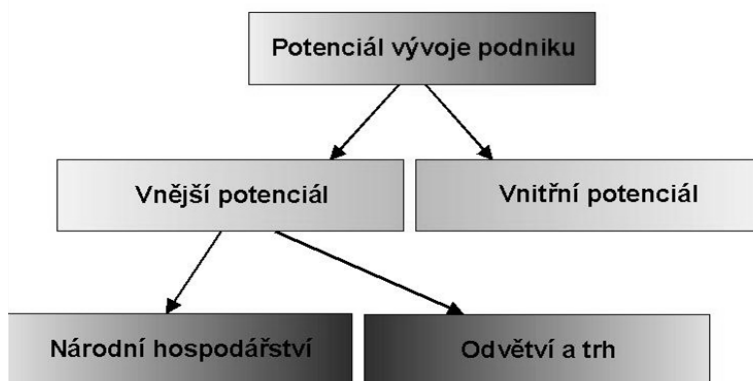 Potenciál vývoje podniku
Vnější potenciál
Vnitřní potenciál
Národní hospodářství
Odvětví a trh